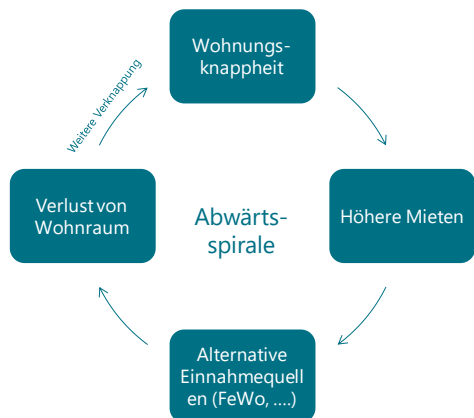 Wohnungs-
knappheit
Weitere Verknappung
Verlust von
Wohnraum
Abwärts-
spirale
Höhere Mieten
Alternative
Einnahmequell
en (FeWo, ....)